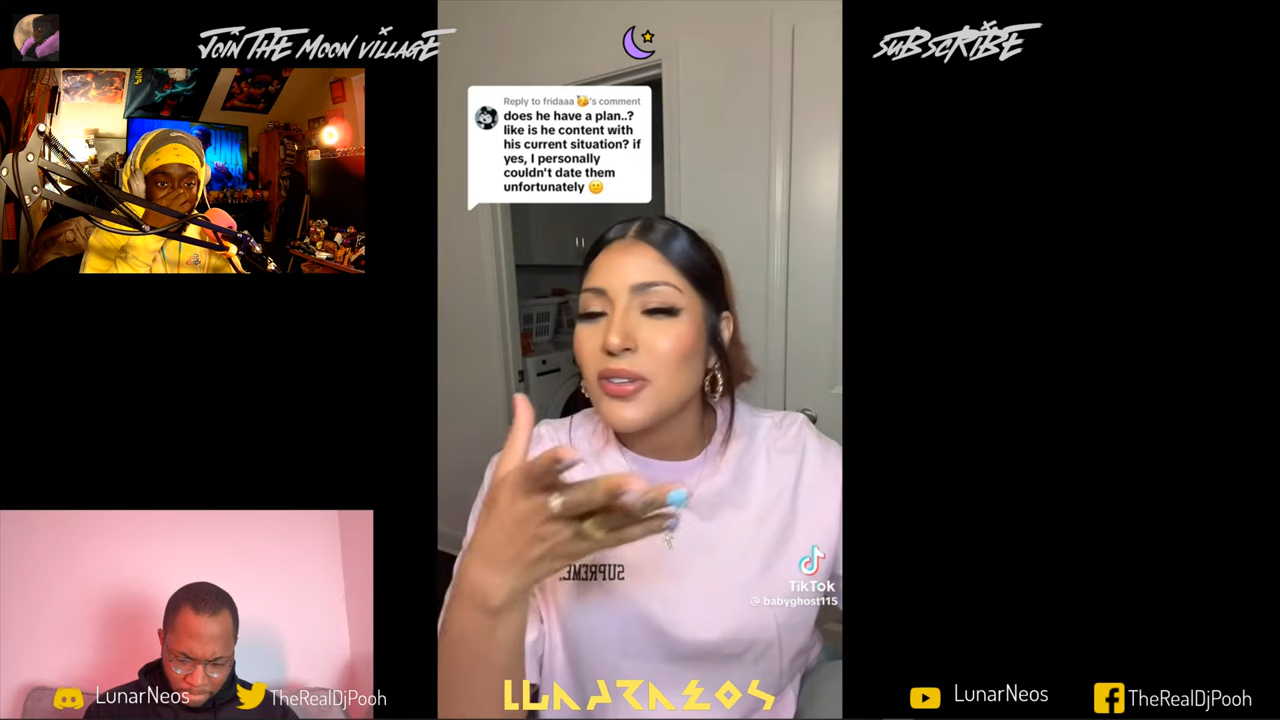 JOIN THE MOON VILLAGE
SUBSCRIBE
Reply to fridaaa 🥳's comment
does he have a plan..?
like is he content with
his current situation? if
yes, I personally
couldn't date them
unfortunately 😕
SUPREME.
TikTok
@ babyghost115
LUNARNEOS
LunarNeos
TheRealDjPooh
LunarNeos
TheRealDjPooh